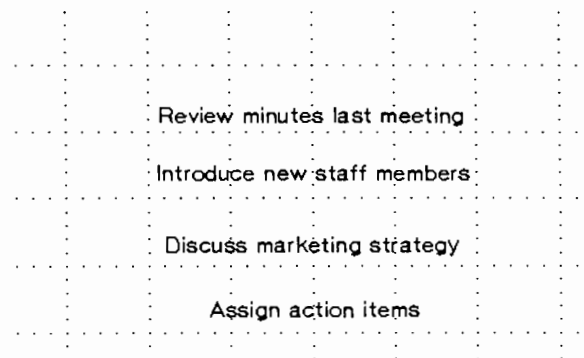 Review minutes last meeting
Introduce new staff members
Discuss marketing strategy
Assign action items